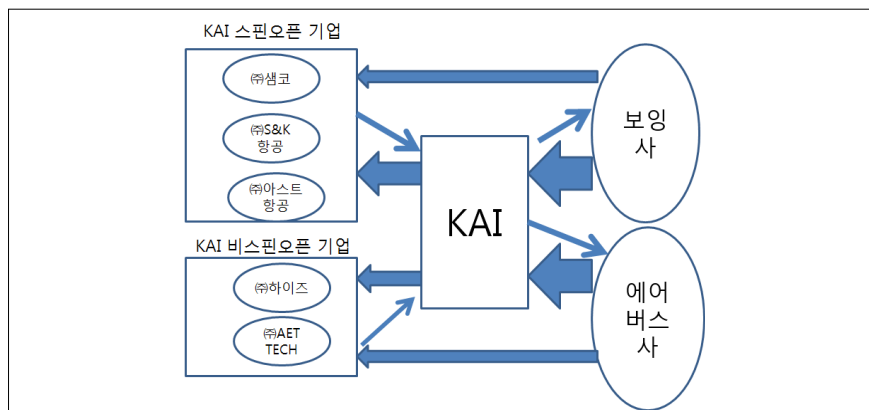 KAI 스핀오픈 기업
㈜샘코
㈜S&K
항공
㈜아스트
항공
KAI 비스핀오픈 기업
㈜하이즈
㈜AET
TECH
KAI
보잉
사
에어
버스
사